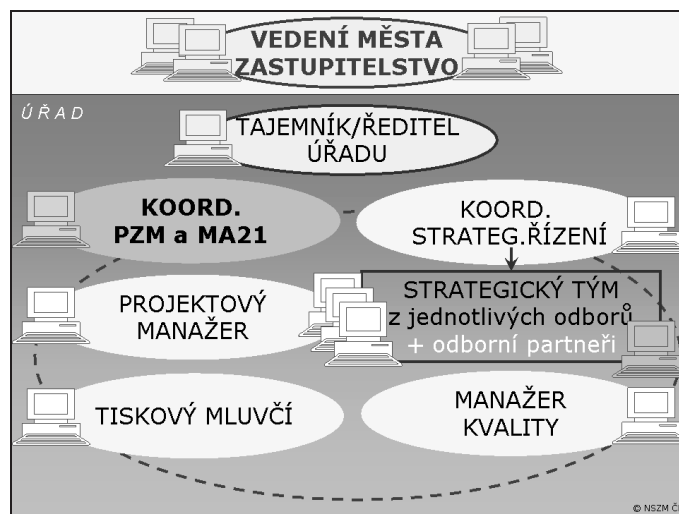 VEDENÍ MĚSTA
ZASTUPITELSTVO
ÚŘAD
TAJEMNÍK/ŘEDITEL
ÚŘADU
KOORD.
PZM a MA21
KOORD.
STRATEG.ŘÍZENÍ
PROJEKTOVÝ
MANAŽER
STRATEGICKÝ TÝM
z jednotlivých odborů
+ odborní partneři
TISKOVÝ MLUVČÍ
MANAŽER
KVALITY
© NSZM